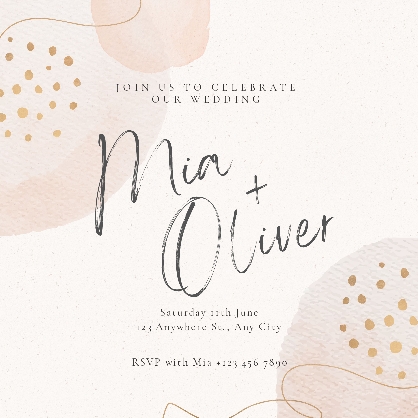 JOIN US TO CELEBRATE
OUR WEDDING
Mia
+
Oliver
Saturday 11th June
123 Anywhere St., Any City
RSVP with Mia +123 456 7890